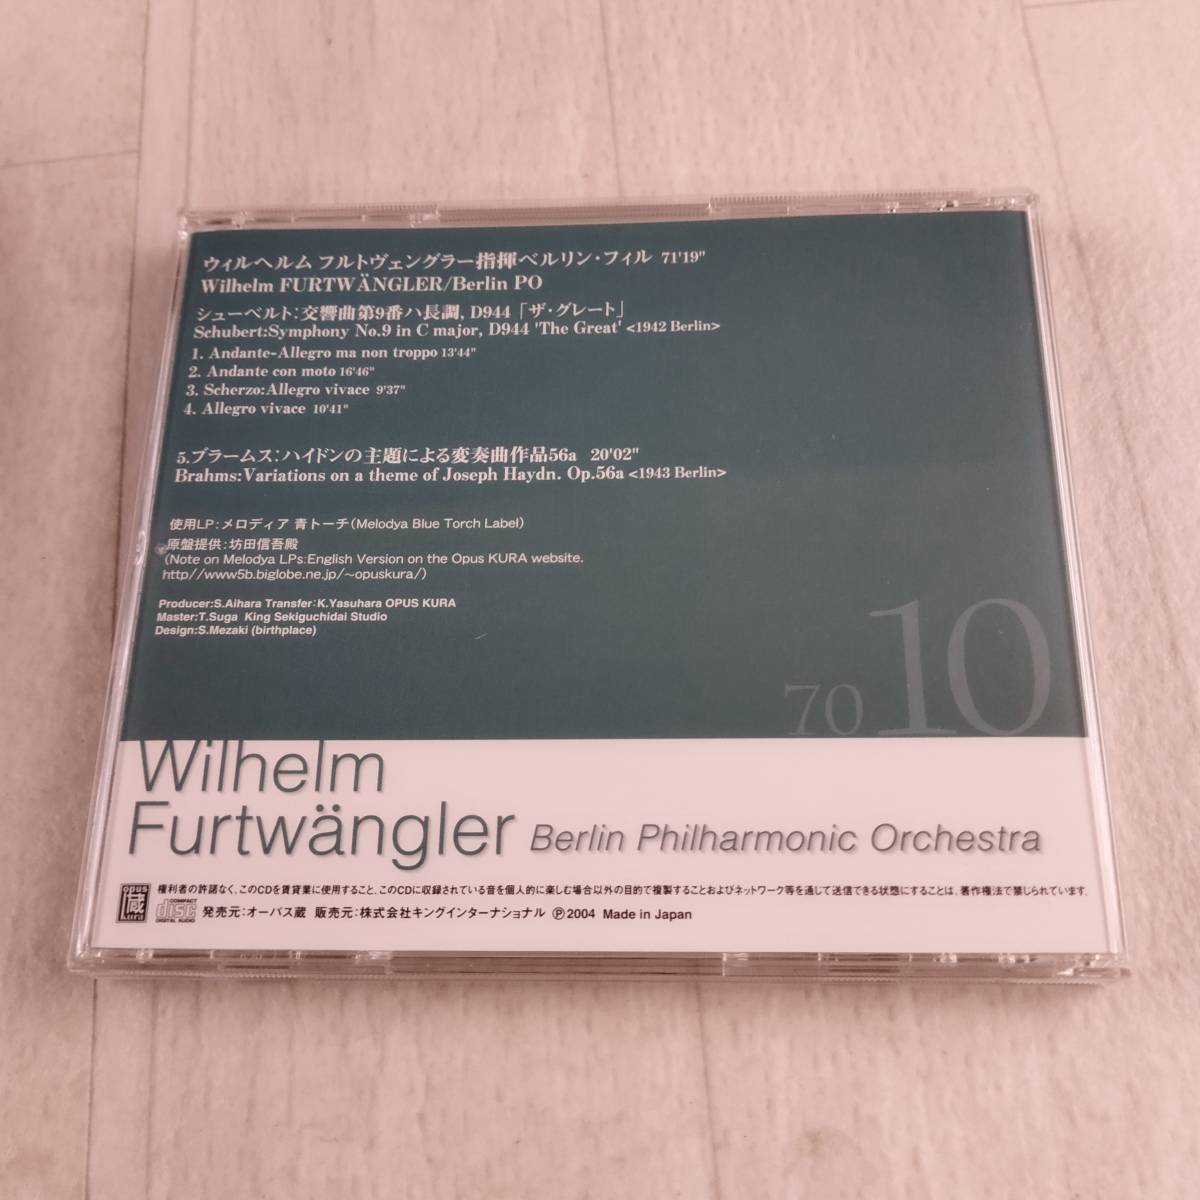 ウィルヘルム フルトヴェングラー指揮ベルリン・フィル 71'19"
Wilhelm FURTWÄNGLER/Berlin PO
シューベルト:交響曲第9番ハ長調, D944 「ザ・グレート」
Schubert:Symphony No.9 in C major, D944 'The Great' <1942 Berlin>
1. Andante-Allegro ma non troppo 13'44"
2. Andante con moto 16'46"
3. Scherzo:Allegro vivace 9'37"
4. Allegro vivace 10'41"
5.ブラームス:ハイドンの主題による変奏曲作品56a 20'02"
Brahms:Variations on a theme of Joseph Haydn. Op.56a <1943 Berlin>
使用LP:メロディア 青トーチ(Melodya Blue Torch Label)
原盤提供:坊田信吾殿
(Note on Melodya LPs:English Version on the Opus KURA website.
http//www5b.biglobe.ne.jp/~opuskura/)
Producer:S.Aihara Transfer:K.Yasuhara OPUS KURA
Master:T.Suga King Sekiguchidai Studio
Design:S.Mezaki (birthplace)
7010
Wilhelm
Furtwängler Berlin Philharmonic Orchestra
opus 蔵 kura
COMPACT disc DIGITAL AUDIO
権利者の許諾なく、このCDを賃貸業に使用すること、このCDに収録されている音を個人的に楽しむ場合以外の目的で複製することおよびネットワーク等を通じて送信できる状態にすることは、著作権法で禁じられています。
発売元:オーパス蔵 販売元:株式会社キングインターナショナル ℗2004 Made in Japan